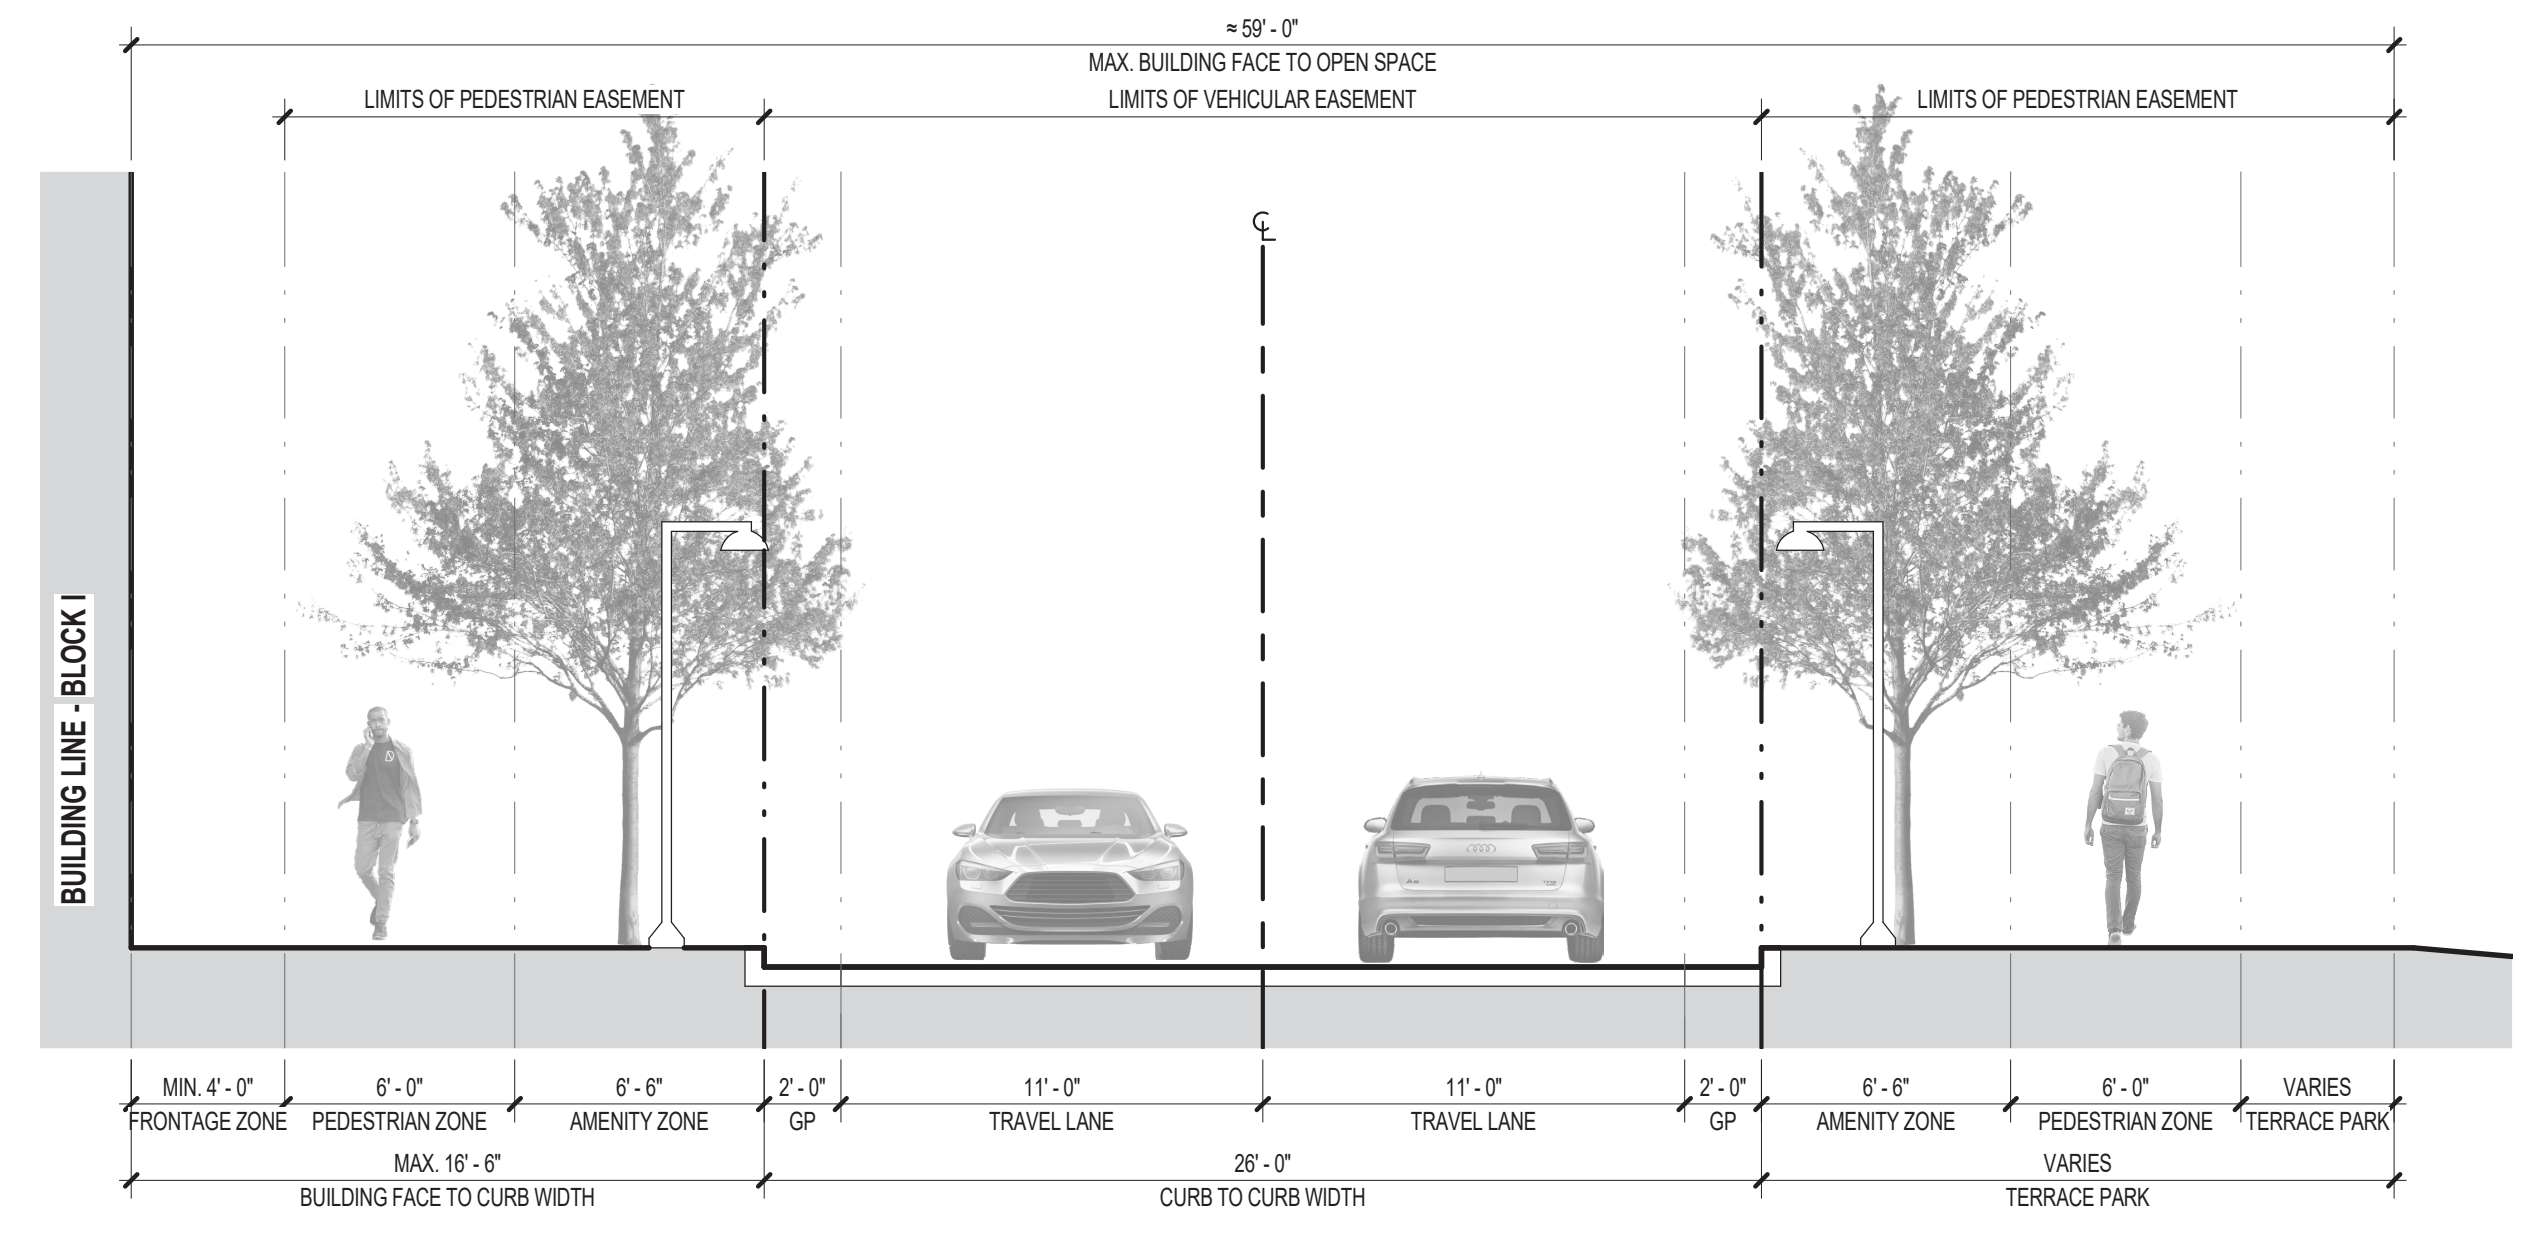 ≈ 59' - 0"
MAX. BUILDING FACE TO OPEN SPACE
LIMITS OF PEDESTRIAN EASEMENT
LIMITS OF VEHICULAR EASEMENT
LIMITS OF PEDESTRIAN EASEMENT
℄
BUILDING LINE - BLOCK I
MIN. 4' - 0"
6' - 0"
6' - 6"
2' - 0"
11' - 0"
11' - 0"
2' - 0"
6' - 6"
6' - 0"
VARIES
FRONTAGE ZONE
PEDESTRIAN ZONE
AMENITY ZONE
GP
TRAVEL LANE
TRAVEL LANE
GP
AMENITY ZONE
PEDESTRIAN ZONE
TERRACE PARK
MAX. 16' - 6"
26' - 0"
VARIES
BUILDING FACE TO CURB WIDTH
CURB TO CURB WIDTH
TERRACE PARK